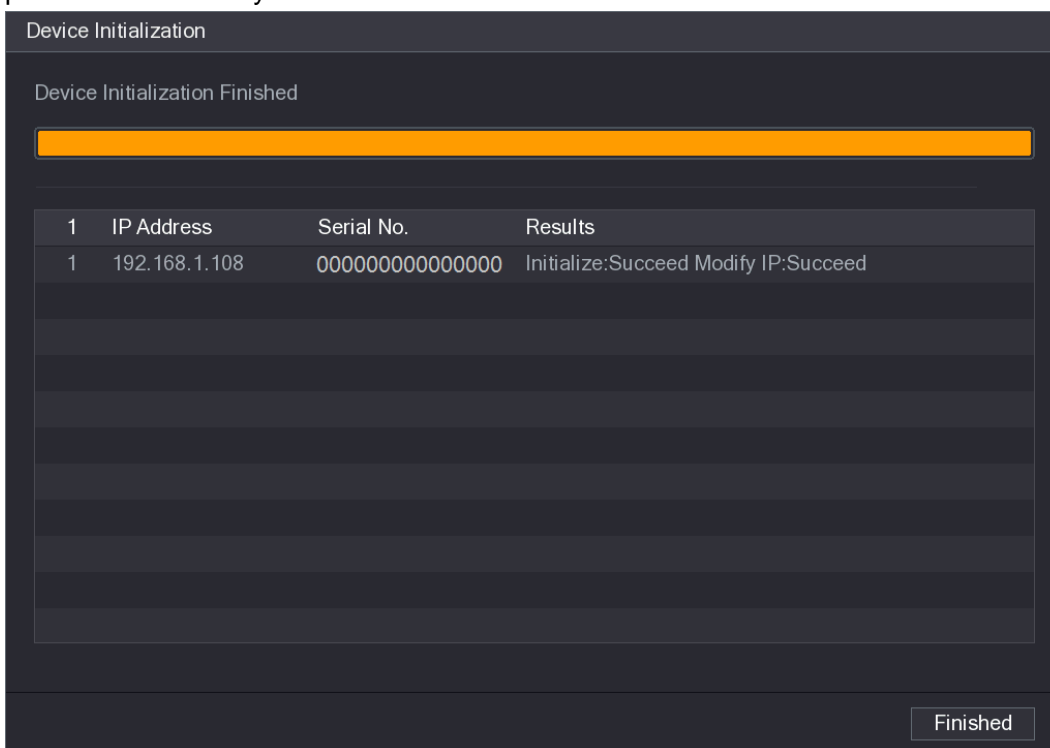 Device Initialization
Device Initialization Finished
1 IP Address Serial No. Results
1 192.168.1.108 000000000000000 Initialize:Succeed Modify IP:Succeed
Finished